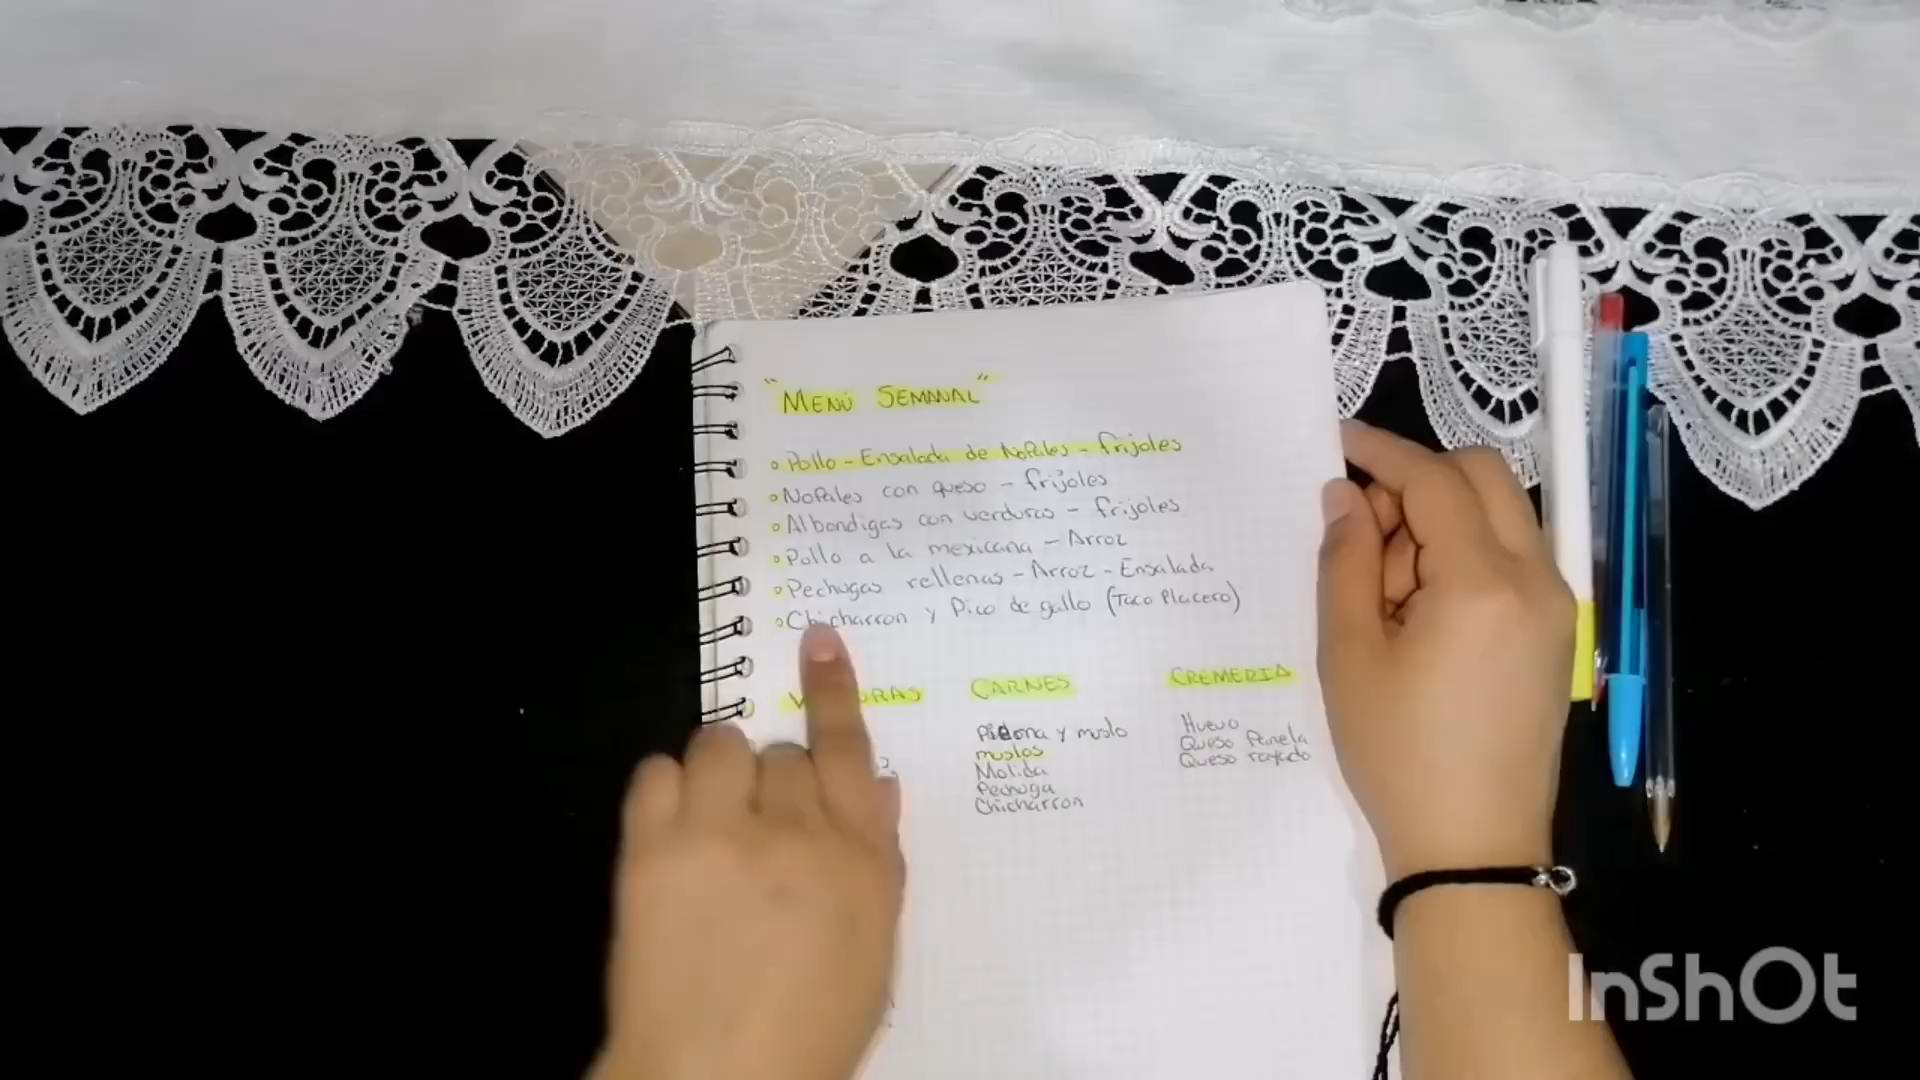 "MENÚ SEMANAL"
Pollo - Ensalada de Nopales - frijoles
Nopales con queso - frijoles
Albondigas con verduras - frijoles
Pollo a la mexicana - Arroz
Pechugas rellenas - Arroz - Ensalada
Chicharron y Pico de gallo (Taco Placero)
CARNES
y muslo
muslos
Molida
Pechuga
Chicharron
CREMERIA
Huevo
Queso Panela
Queso rayado
InShOt